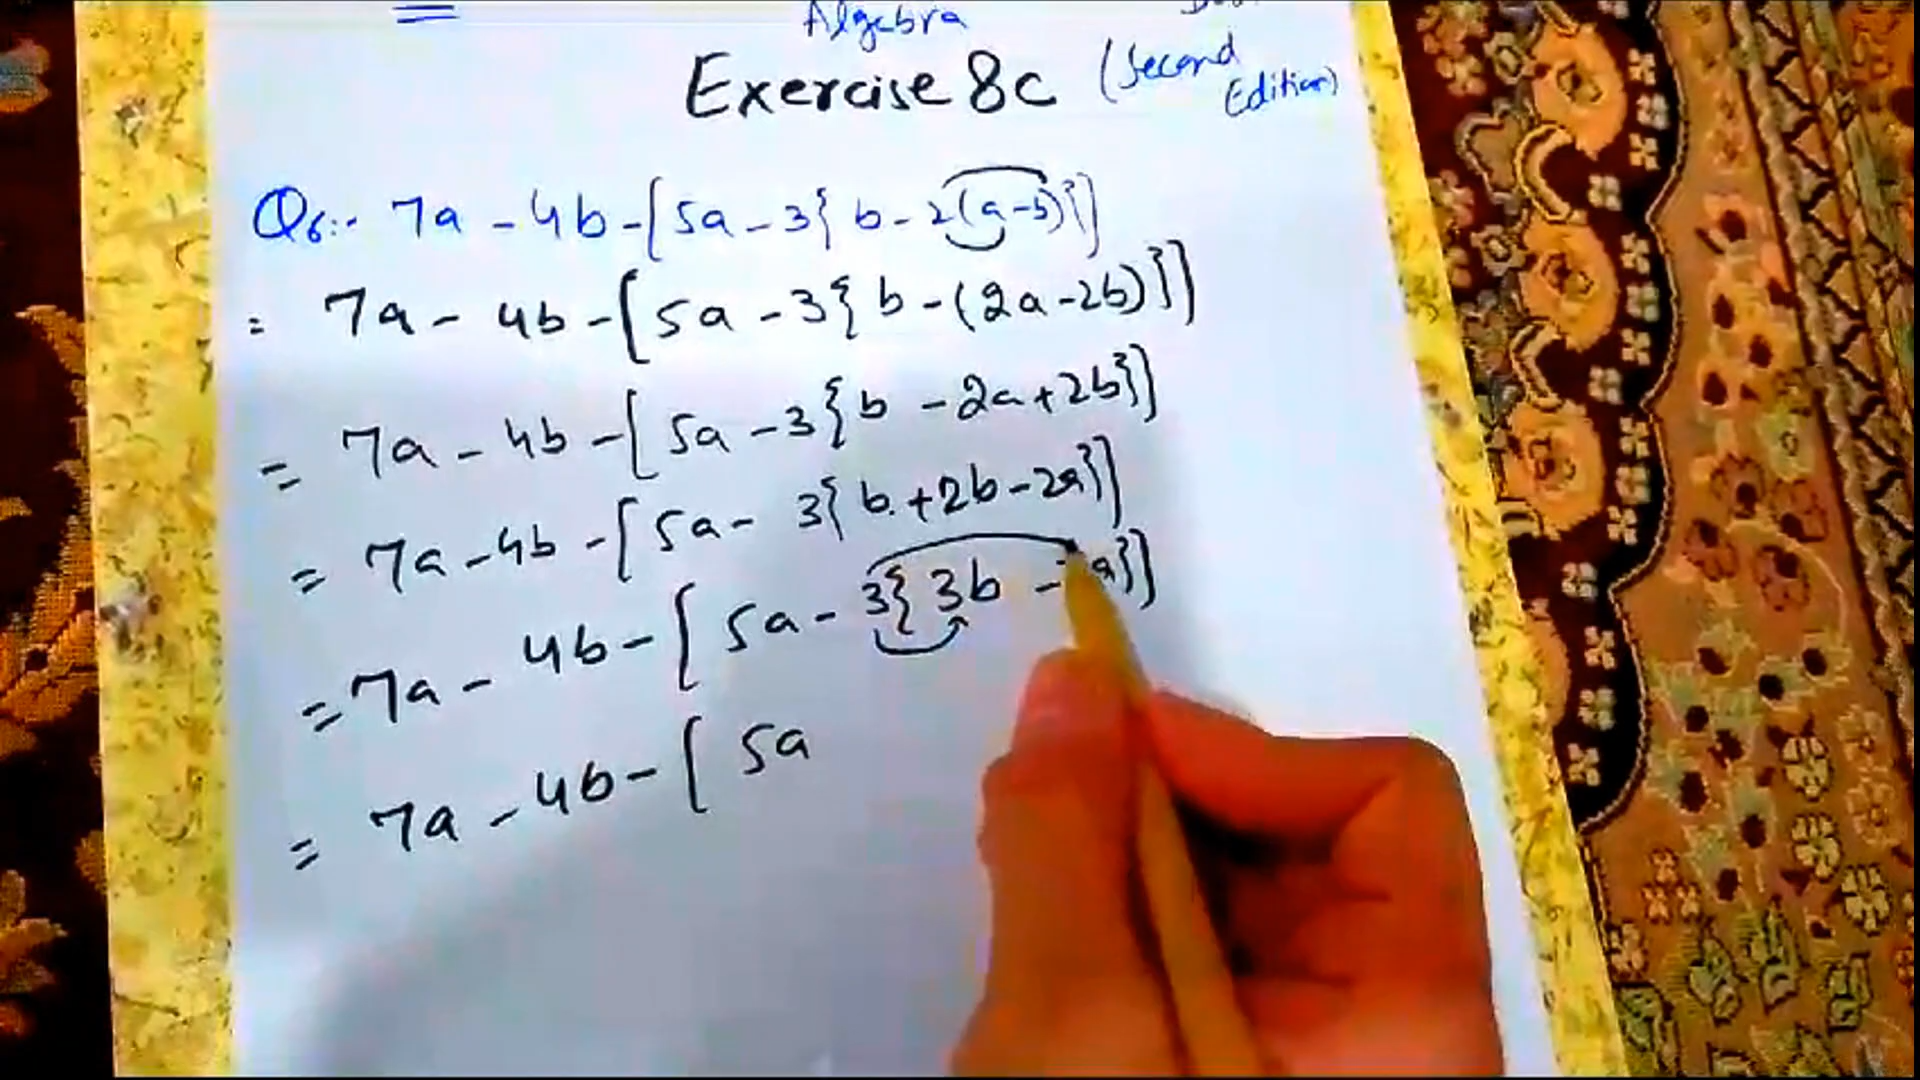 Algebra
Exercise 8c (Second Edition)
Q6:- 7a - 4b - [5a - 3{ b - 2(a-b)}]
= 7a - 4b - [5a - 3{ b - (2a-2b)}]
= 7a - 4b - [5a - 3{ b - 2a+2b}]
= 7a - 4b - [5a - 3{ b + 2b - 2a}]
= 7a - 4b - [ 5a - 3{ 3b - a}]
= 7a - 4b - [ 5a